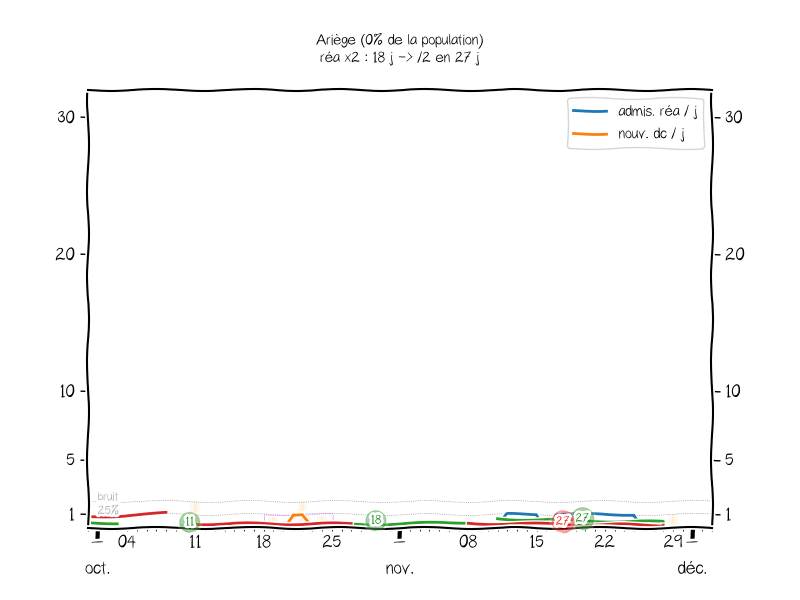 Ariège (0% de la population)
réa x2 : 18 j -> /2 en 27 j
admis. réa / j
nouv. dc / j
30
30
20
20
10
10
5
5
bruit
25%
1
1
11
18
27
27
04
11
18
25
08
15
22
29
oct.
nov.
déc.